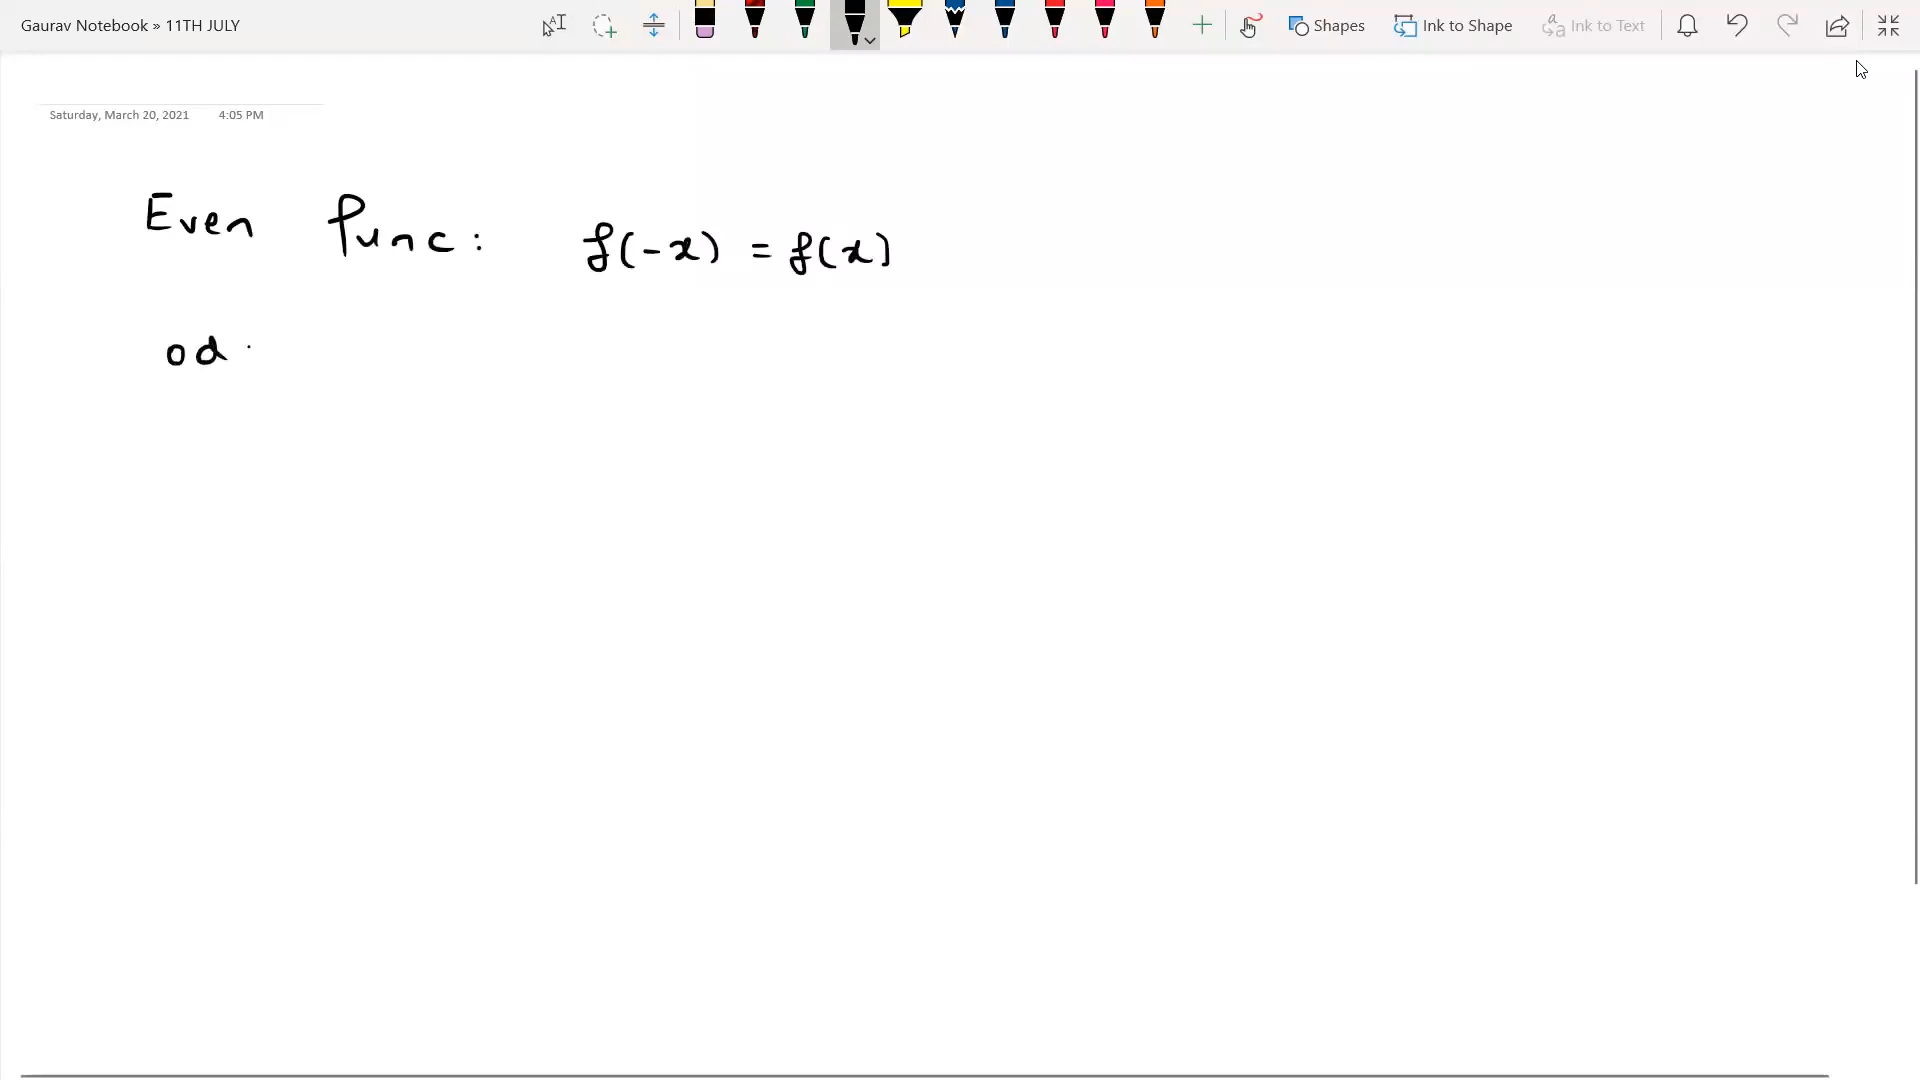 Gaurav Notebook » 11TH JULY
Shapes
Ink to Shape
Ink to Text
Saturday, March 20, 2021 4:05 PM
Even func: f(-x) = f(x)
od